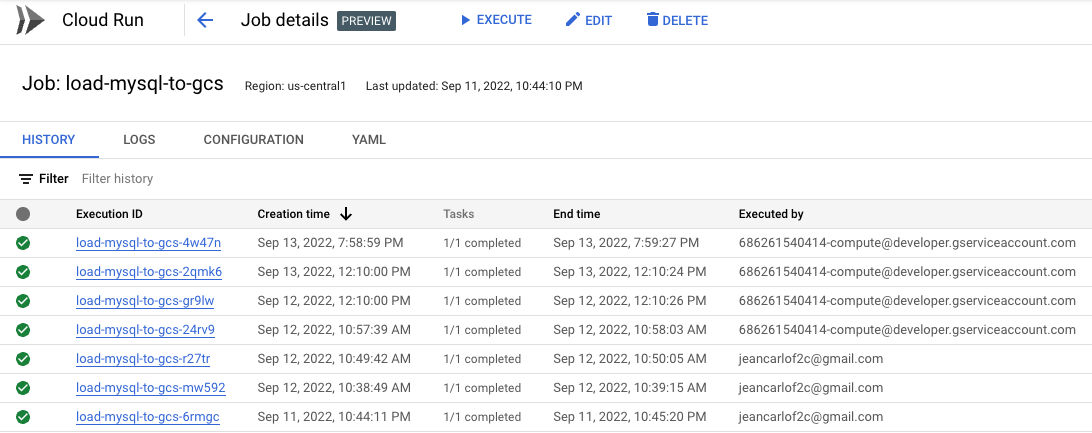 Cloud Run Job details PREVIEW EXECUTE EDIT DELETE
Job: load-mysql-to-gcs Region: us-central1 Last updated: Sep 11, 2022, 10:44:10 PM
HISTORY LOGS CONFIGURATION YAML
Filter Filter history
Execution ID Creation time Tasks End time Executed by
load-mysql-to-gcs-4w47n Sep 13, 2022, 7:58:59 PM 1/1 completed Sep 13, 2022, 7:59:27 PM 686261540414-compute@developer.gserviceaccount.com
load-mysql-to-gcs-2qmk6 Sep 13, 2022, 12:10:00 PM 1/1 completed Sep 13, 2022, 12:10:24 PM 686261540414-compute@developer.gserviceaccount.com
load-mysql-to-gcs-gr9lw Sep 12, 2022, 12:10:00 PM 1/1 completed Sep 12, 2022, 12:10:26 PM 686261540414-compute@developer.gserviceaccount.com
load-mysql-to-gcs-24rv9 Sep 12, 2022, 10:57:39 AM 1/1 completed Sep 12, 2022, 10:58:03 AM 686261540414-compute@developer.gserviceaccount.com
load-mysql-to-gcs-r27tr Sep 12, 2022, 10:49:42 AM 1/1 completed Sep 12, 2022, 10:50:05 AM jeancarlof2c@gmail.com
load-mysql-to-gcs-mw592 Sep 12, 2022, 10:38:49 AM 1/1 completed Sep 12, 2022, 10:39:15 AM jeancarlof2c@gmail.com
load-mysql-to-gcs-6rmgc Sep 11, 2022, 10:44:11 PM 1/1 completed Sep 11, 2022, 10:45:20 PM jeancarlof2c@gmail.com